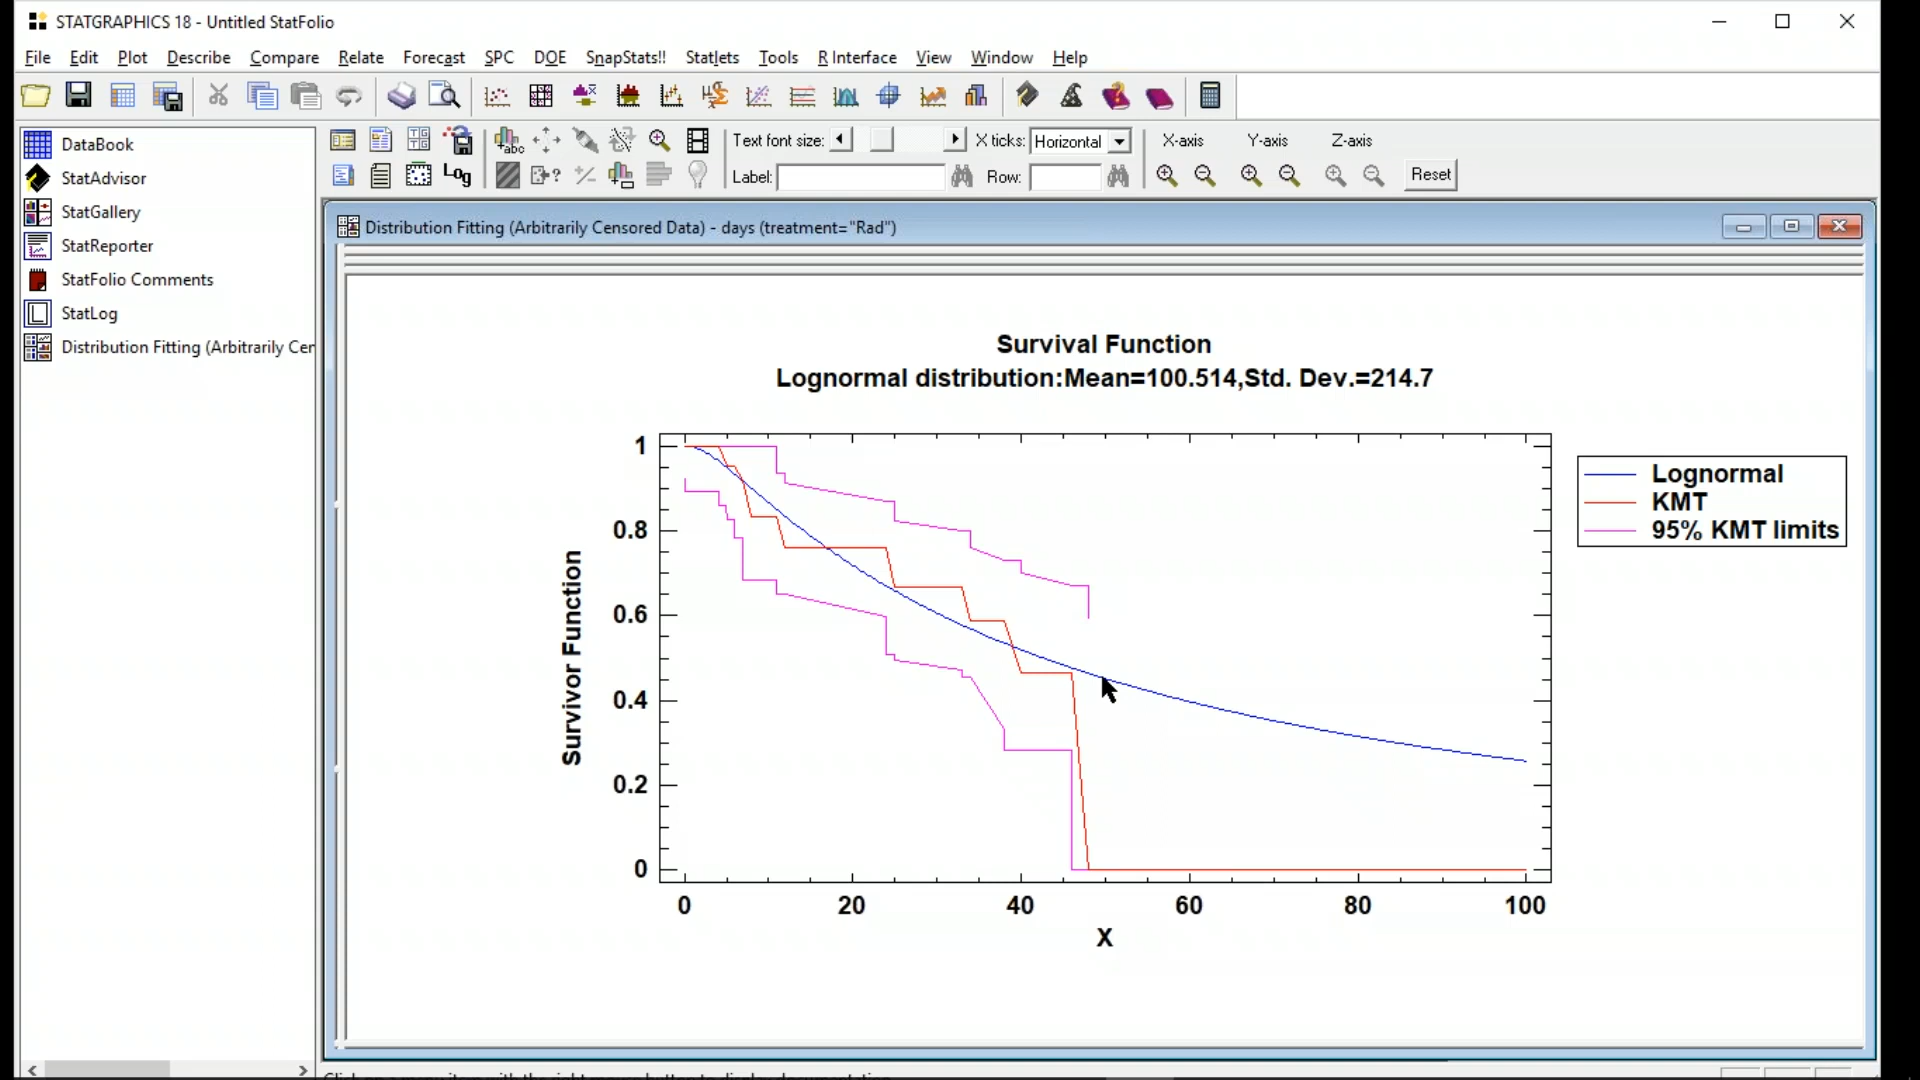 STATGRAPHICS 18 - Untitled StatFolio
File Edit Plot Describe Compare Relate Forecast SPC DOE SnapStats!! Statlets Tools R Interface View Window Help
Text font size: X ticks: Horizontal X-axis Y-axis Z-axis
Log Label: Row: Reset
DataBook
StatAdvisor
StatGallery
StatReporter
StatFolio Comments
StatLog
Distribution Fitting (Arbitrarily Cer
Distribution Fitting (Arbitrarily Censored Data) - days (treatment="Rad")
Survival Function
Lognormal distribution:Mean=100.514,Std. Dev.=214.7
Lognormal
KMT
95% KMT limits
Survivor Function
1
0.8
0.6
0.4
0.2
0
0 20 40 60 80 100
X